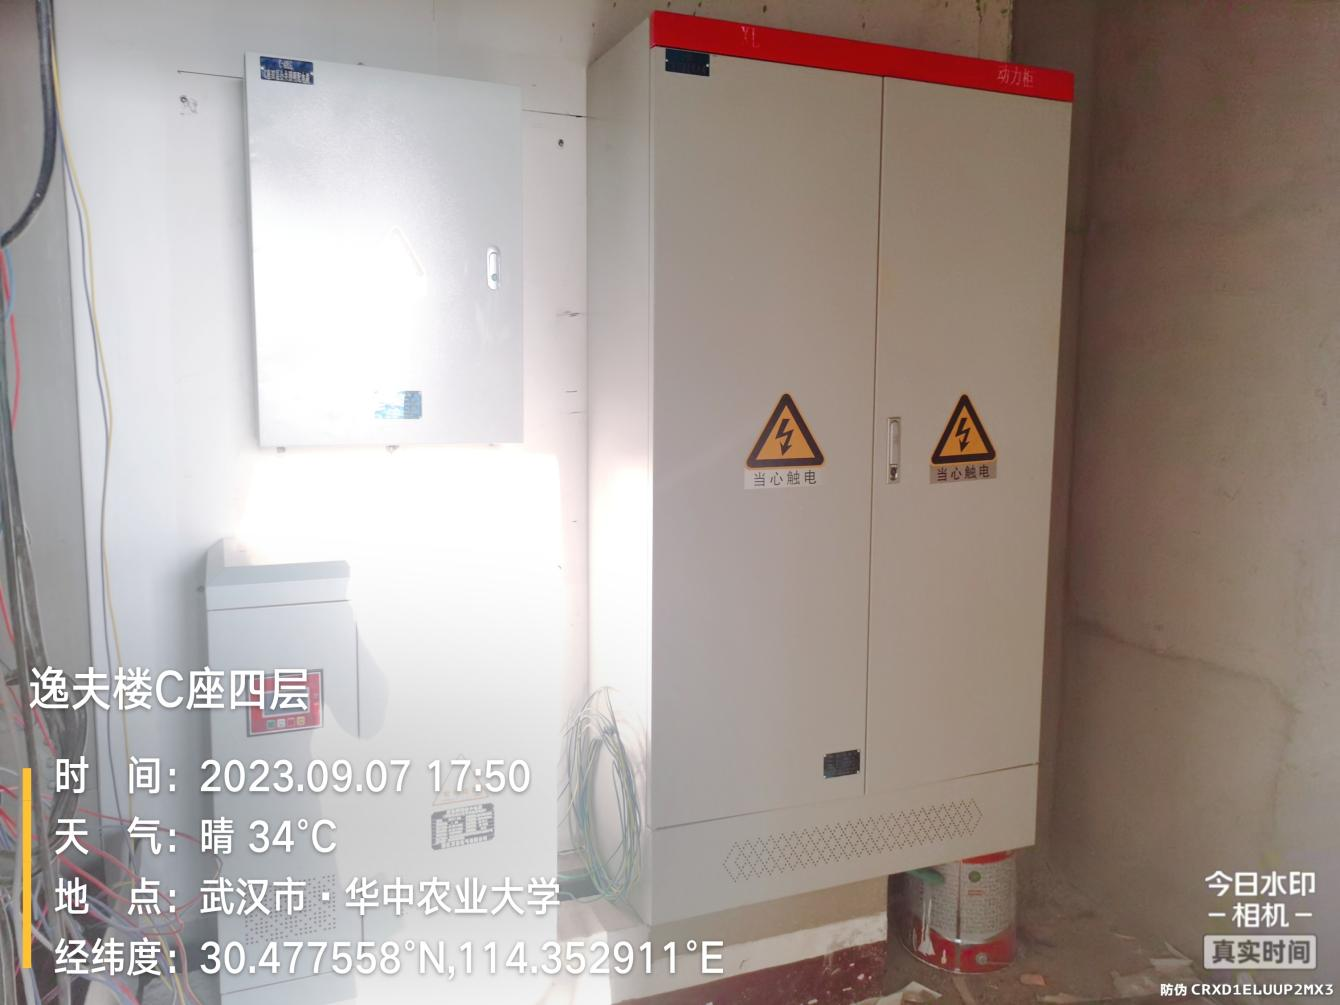 YL
动力柜
当心触电
当心触电
逸夫楼C座四层
时 间：2023.09.07 17:50
天 气：晴 34℃
地 点：武汉市·华中农业大学
经纬度：30.477558°N,114.352911°E
今日水印
-相机-
真实时间
防伪 CRXD1ELUUP2MX3